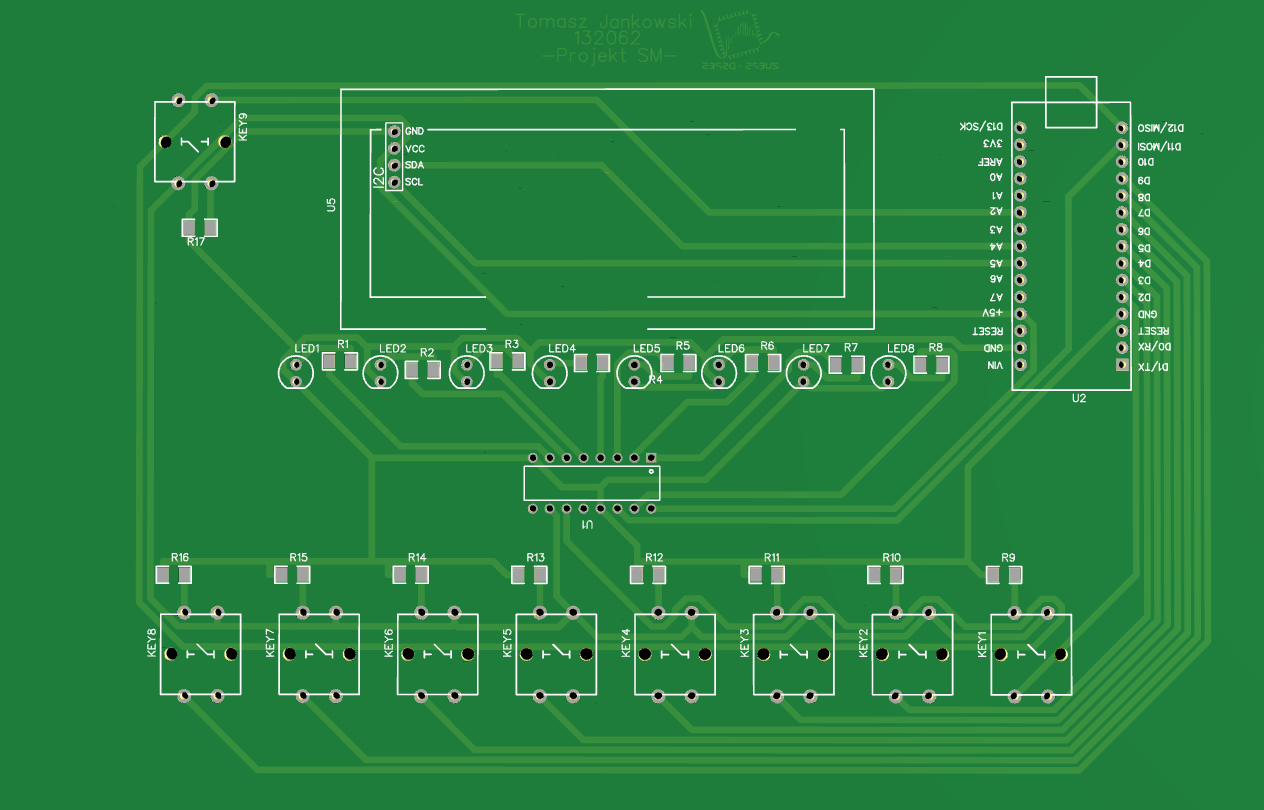 Tomasz Jankowski
132062
-Projekt SM-
KEY9
R17
U5
I2C
GND
VCC
SDA
SCL
D13/SCK
3V3
AREF
A0
A1
A2
A3
A4
A5
A6
A7
+5V
RESET
GND
VIN
D12/MISO
D11/MOSI
D10
D9
D8
D7
D6
D5
D4
D3
D2
GND
RESET
D0/RX
D1/TX
U2
LED1 R1 LED2 R2 LED3 R3 LED4 LED5 R5 LED6 R6 LED7 R7 LED8 R8
R4
U1
R16 R15 R14 R13 R12 R11 R10 R9
KEY8 KEY7 KEY6 KEY5 KEY4 KEY3 KEY2 KEY1